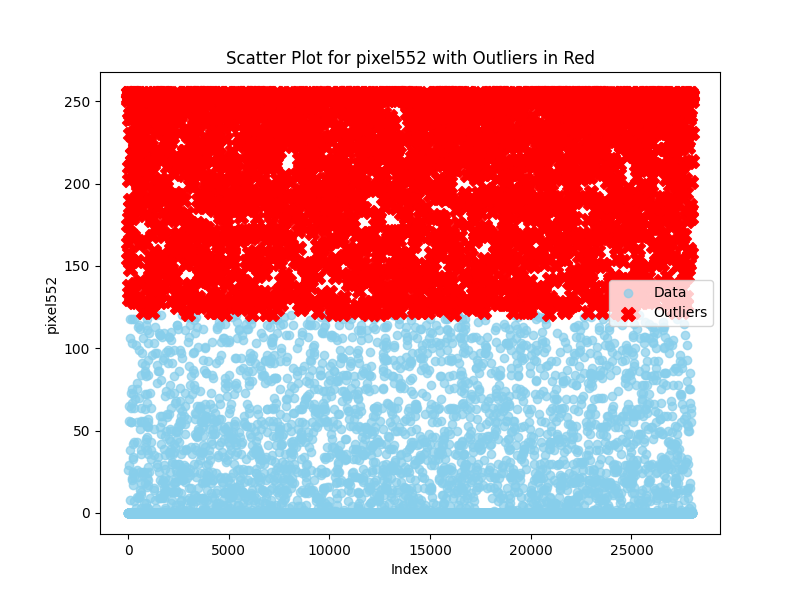 Scatter Plot for pixel552 with Outliers in Red
250
200
150
100
50
0
pixel552
Data
Outliers
0 5000 10000 15000 20000 25000
Index